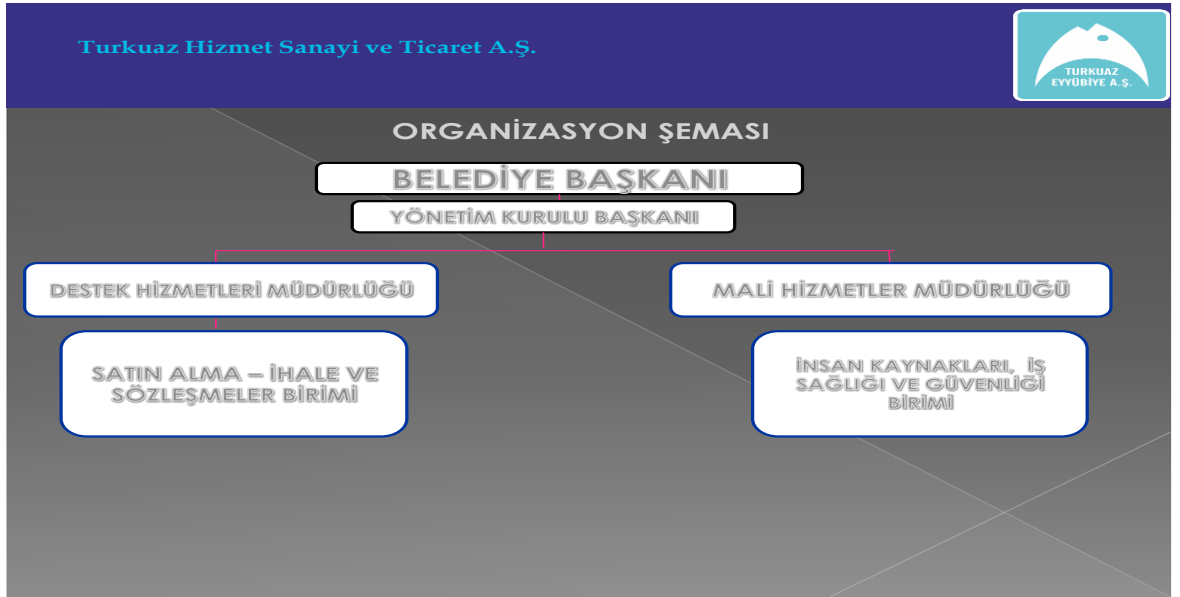 Turkuaz Hizmet Sanayi ve Ticaret A.Ş.
TURKUAZ
EYYÜBİYE A.Ş.
ORGANİZASYON ŞEMASI
BELEDİYE BAŞKANI
YÖNETİM KURULU BAŞKANI
DESTEK HİZMETLERİ MÜDÜRLÜĞÜ
MALİ HİZMETLER MÜDÜRLÜĞÜ
SATIN ALMA – İHALE VE
SÖZLEŞMELER BİRİMİ
İNSAN KAYNAKLARI, İŞ
SAĞLIĞI VE GÜVENLİĞİ
BİRİMİ